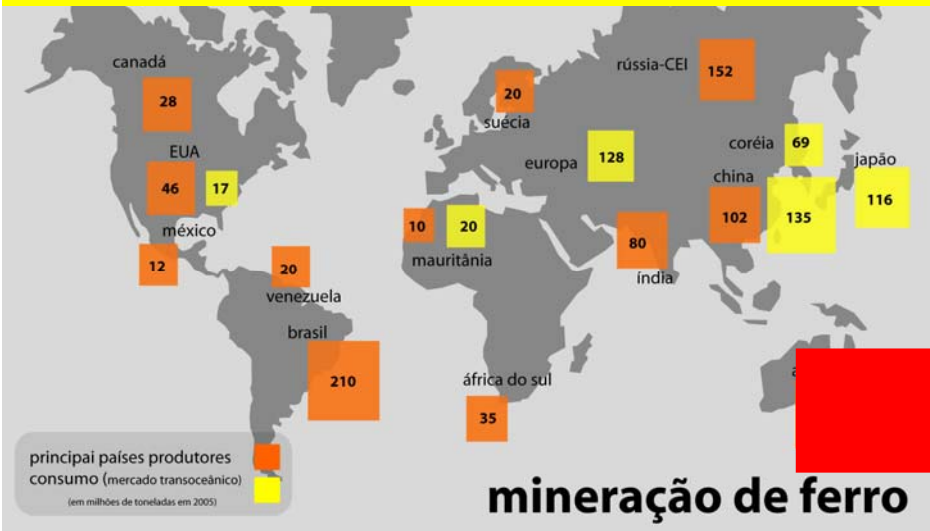 canadá
28
EUA
46
17
méxico
12
20
venezuela
brasil
210
20
suécia
europa
128
10
20
mauritânia
áfrica do sul
35
rússia-CEI
152
coréia
69
japão
116
china
102
135
80
índia
principai países produtores
consumo (mercado transoceânico)
(em milhões de toneladas em 2005)
mineração de ferro